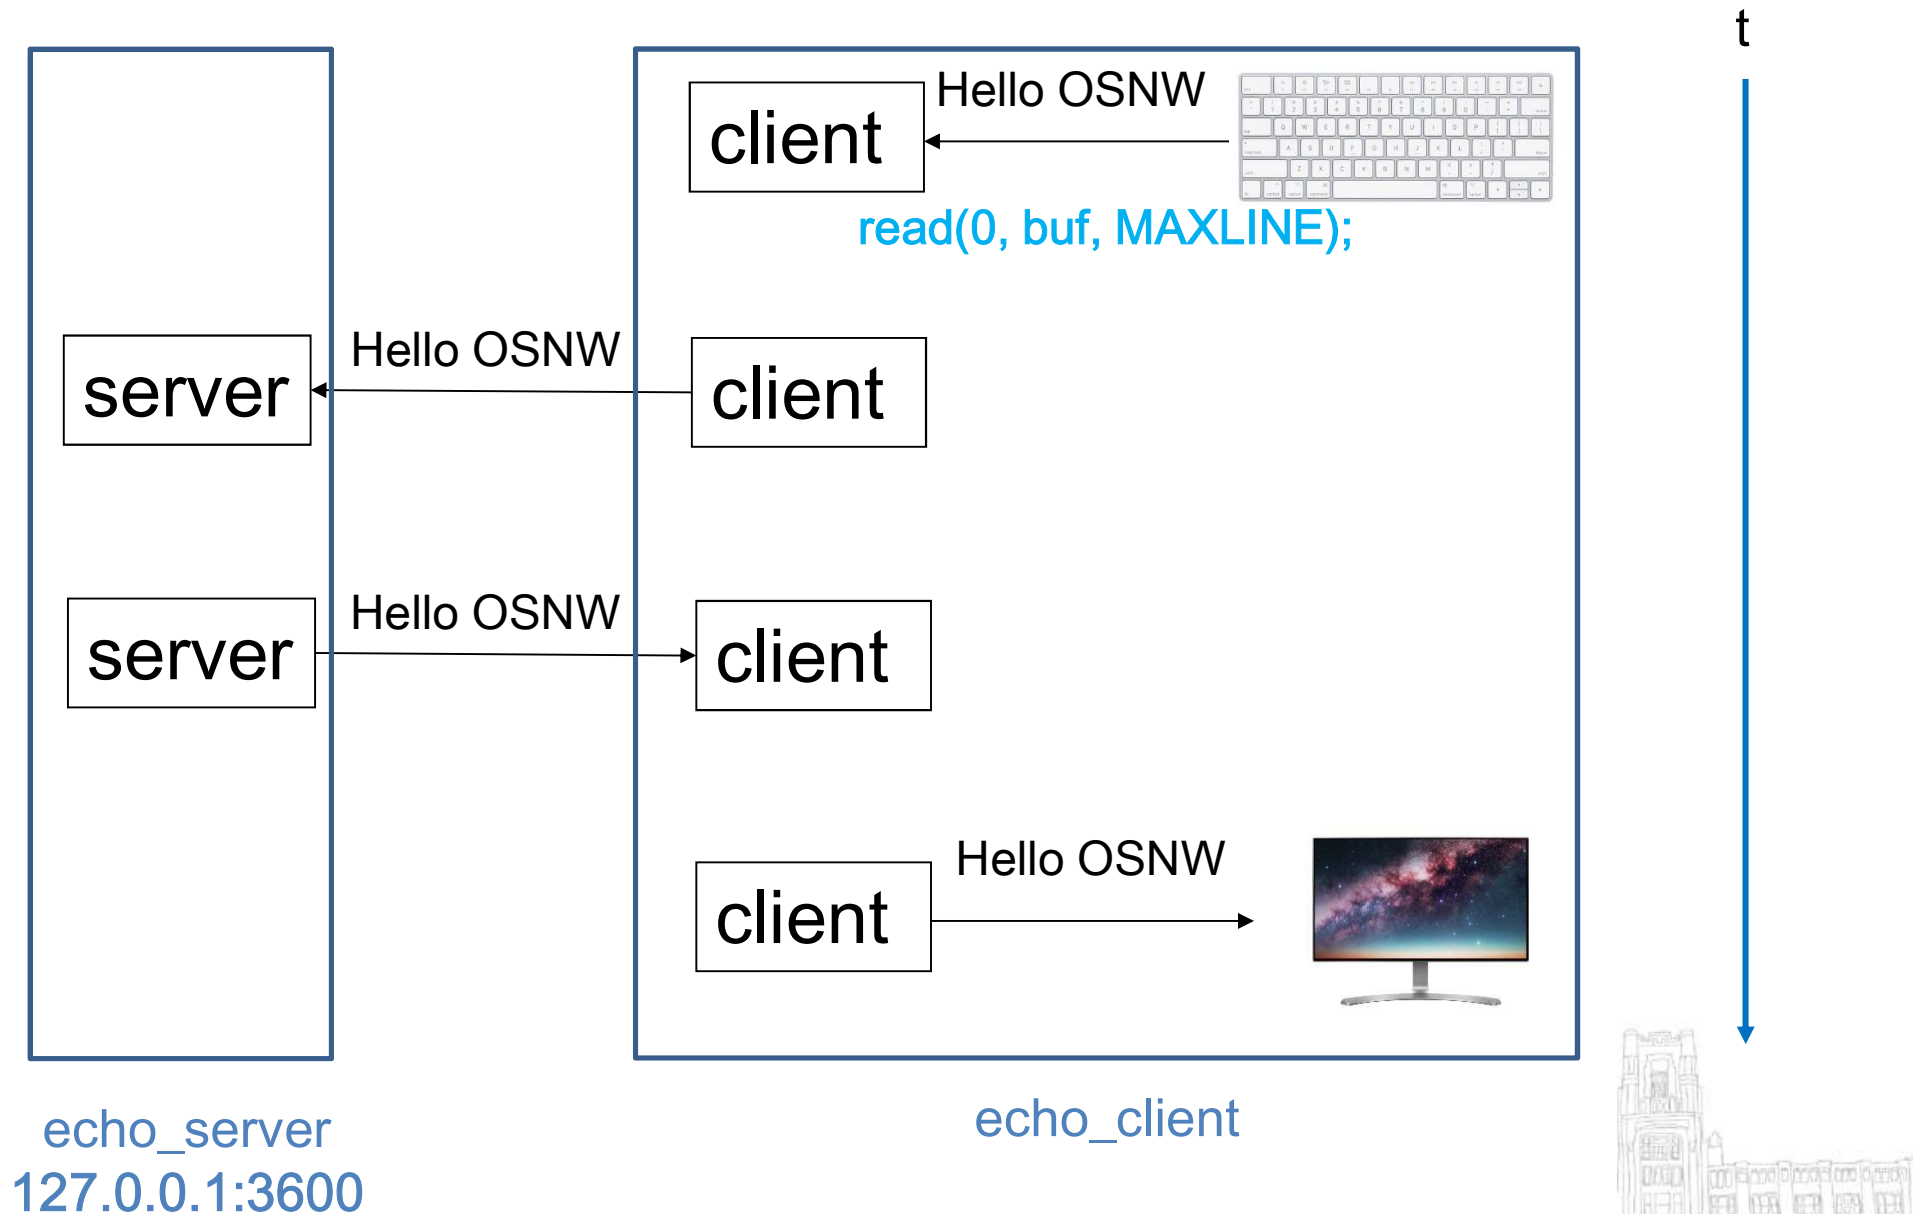 t
client
Hello OSNW
read(0, buf, MAXLINE);
server
Hello OSNW
client
server
Hello OSNW
client
client
Hello OSNW
echo_server
127.0.0.1:3600
echo_client